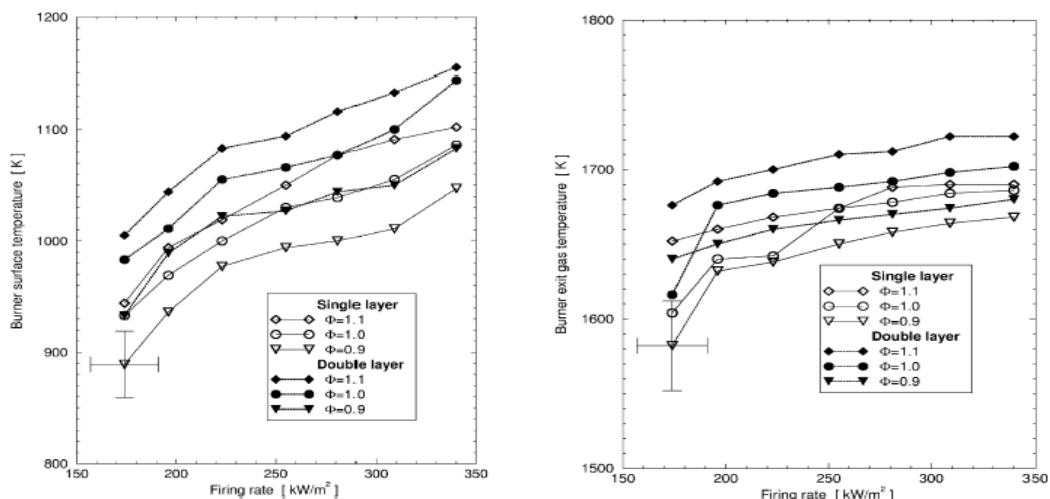 1200
1100
1000
900
800
Burner surface temperature [ K ]
Single layer
Φ=1.1
Φ=1.0
Φ=0.9
Double layer
Φ=1.1
Φ=1.0
Φ=0.9
150 200 250 300 350
Firing rate [ kW/m² ]
1800
1700
1600
1500
Burner exit gas temperature [ K ]
Single layer
Φ=1.1
Φ=1.0
Φ=0.9
Double layer
Φ=1.1
Φ=1.0
Φ=0.9
150 200 250 300 350
Firing rate [ kW/m² ]